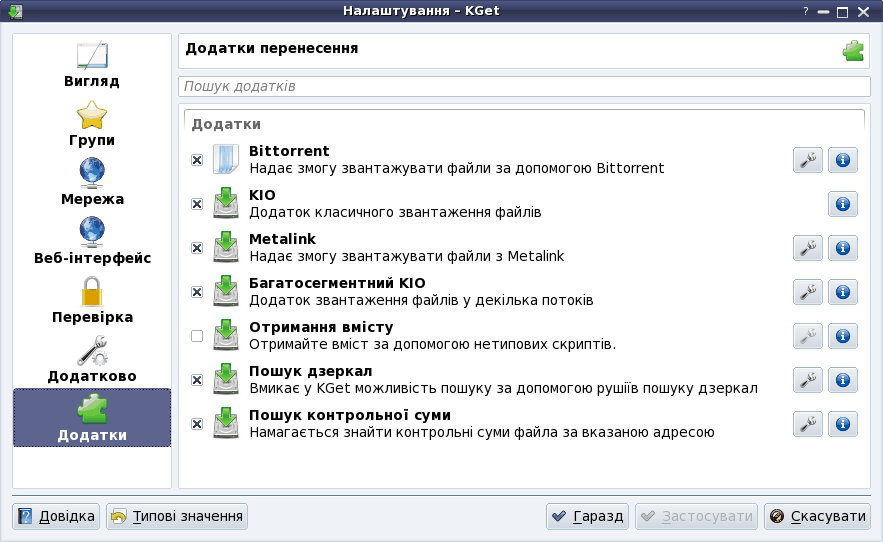 Налаштування – KGet
Вигляд
Групи
Мережа
Веб-інтерфейс
Перевірка
Додатково
Додатки
Додатки перенесення
Пошук додатків
Додатки
Bittorrent
Надає змогу звантажувати файли за допомогою Bittorrent
KIO
Додаток класичного звантаження файлів
Metalink
Надає змогу звантажувати файли з Metalink
Багатосегментний KIO
Додаток звантаження файлів у декілька потоків
Отримання вмісту
Отримайте вміст за допомогою нетипових скриптів.
Пошук дзеркал
Вмикає у KGet можливість пошуку за допомогою рушіїв пошуку дзеркал
Пошук контрольної суми
Намагається знайти контрольні суми файла за вказаною адресою
Довідка
Типові значення
Гаразд
Застосувати
Скасувати